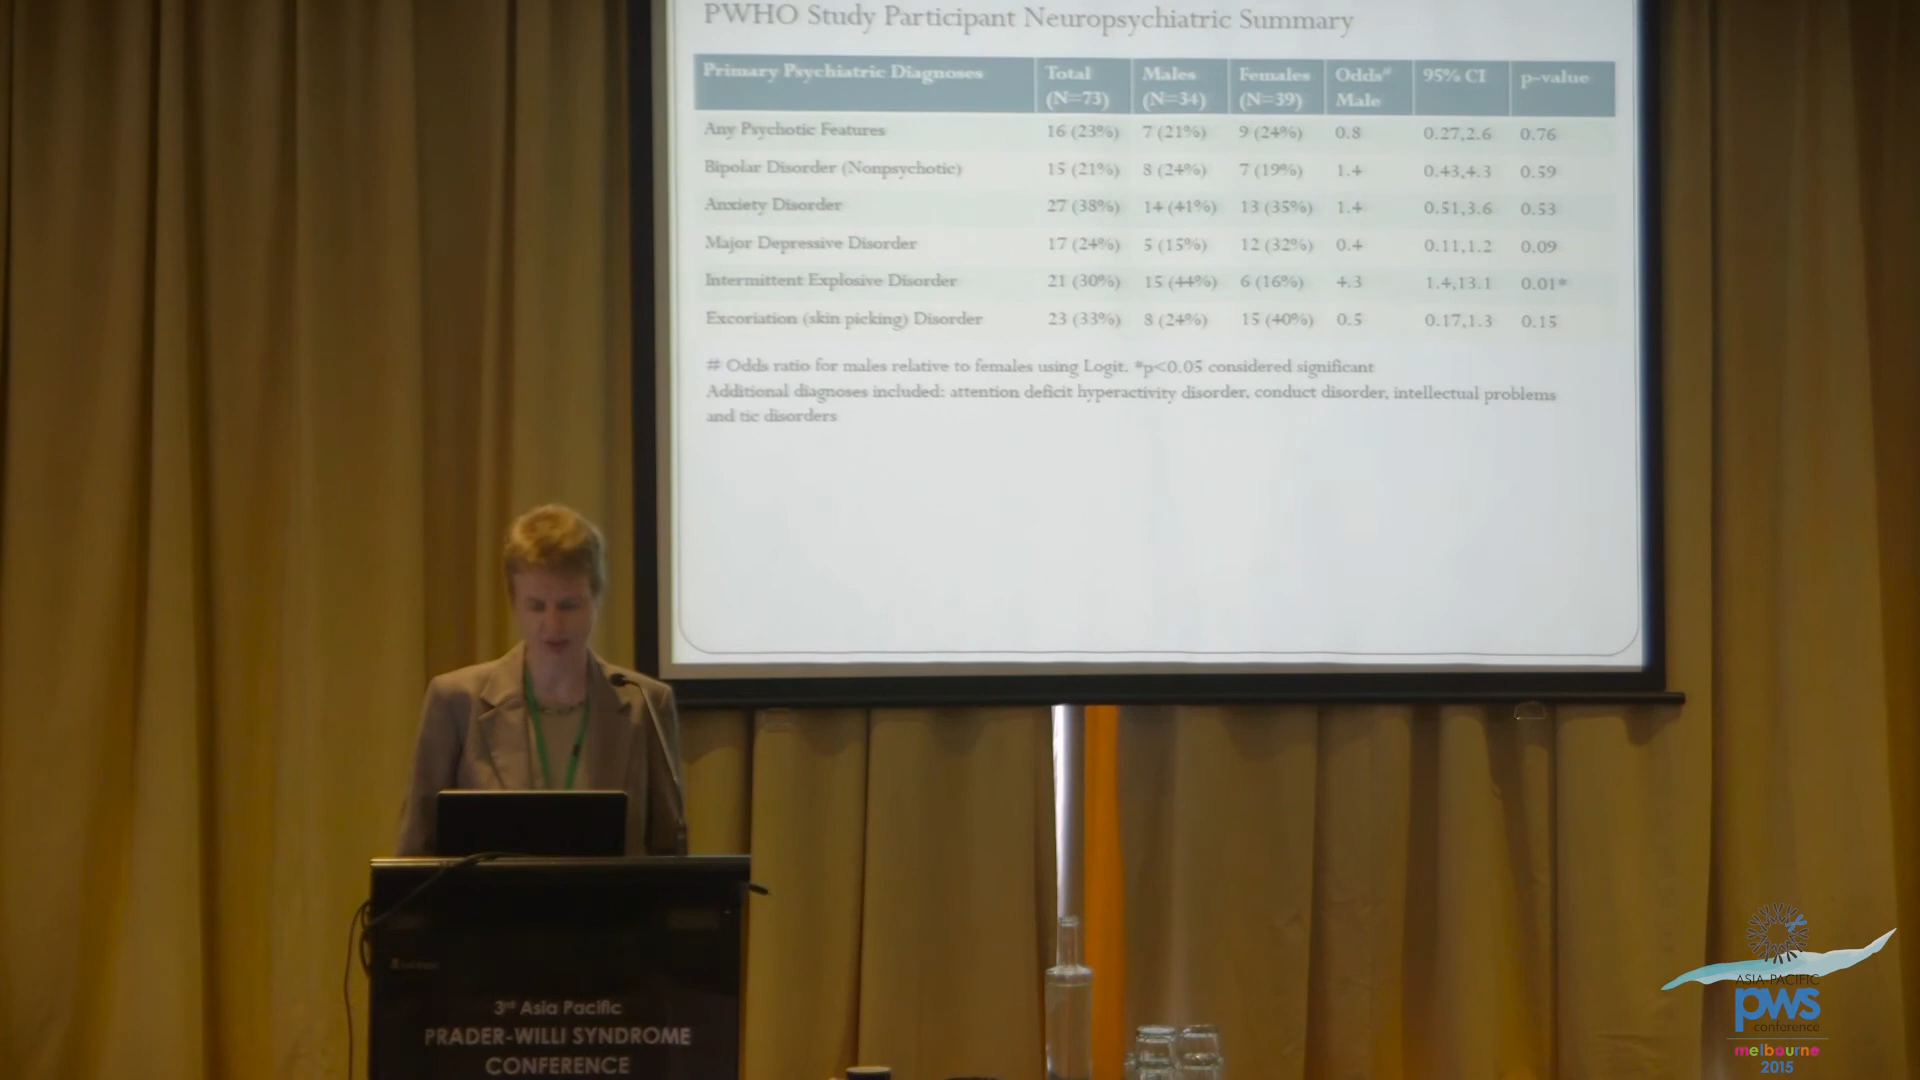 PWHO Study Participant Neuropsychiatric Summary
Primary Psychiatric Diagnoses Total (N=73) Males (N=34) Females (N=39) Odds# Male 95% CI p-value
Any Psychotic Features 16 (23%) 7 (21%) 9 (24%) 0.8 0.27,2.6 0.76
Bipolar Disorder (Nonpsychotic) 15 (21%) 8 (24%) 7 (19%) 1.4 0.43,4.3 0.59
Anxiety Disorder 27 (38%) 14 (41%) 13 (35%) 1.4 0.51,3.6 0.53
Major Depressive Disorder 17 (24%) 5 (15%) 12 (32%) 0.4 0.11,1.2 0.09
Intermittent Explosive Disorder 21 (30%) 15 (44%) 6 (16%) 4.3 1.4,13.1 0.01*
Excoriation (skin picking) Disorder 23 (33%) 8 (24%) 15 (40%) 0.5 0.17,1.3 0.15
# Odds ratio for males relative to females using Logit. *p<0.05 considered significant
Additional diagnoses included: attention deficit hyperactivity disorder, conduct disorder, intellectual problems
and tic disorders
3rd Asia Pacific
PRADER-WILLI SYNDROME
CONFERENCE
ASIA-PACIFIC
pws
conference
melbourne
2015